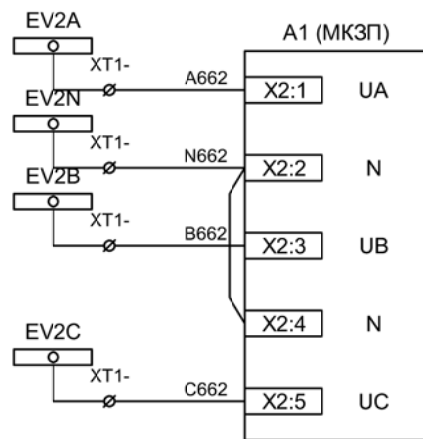 EV2A
A1 (МКЗП)
XT1-
A662
X2:1
UA
EV2N
XT1-
N662
X2:2
N
EV2B
XT1-
B662
X2:3
UB
X2:4
N
EV2C
XT1-
C662
X2:5
UC